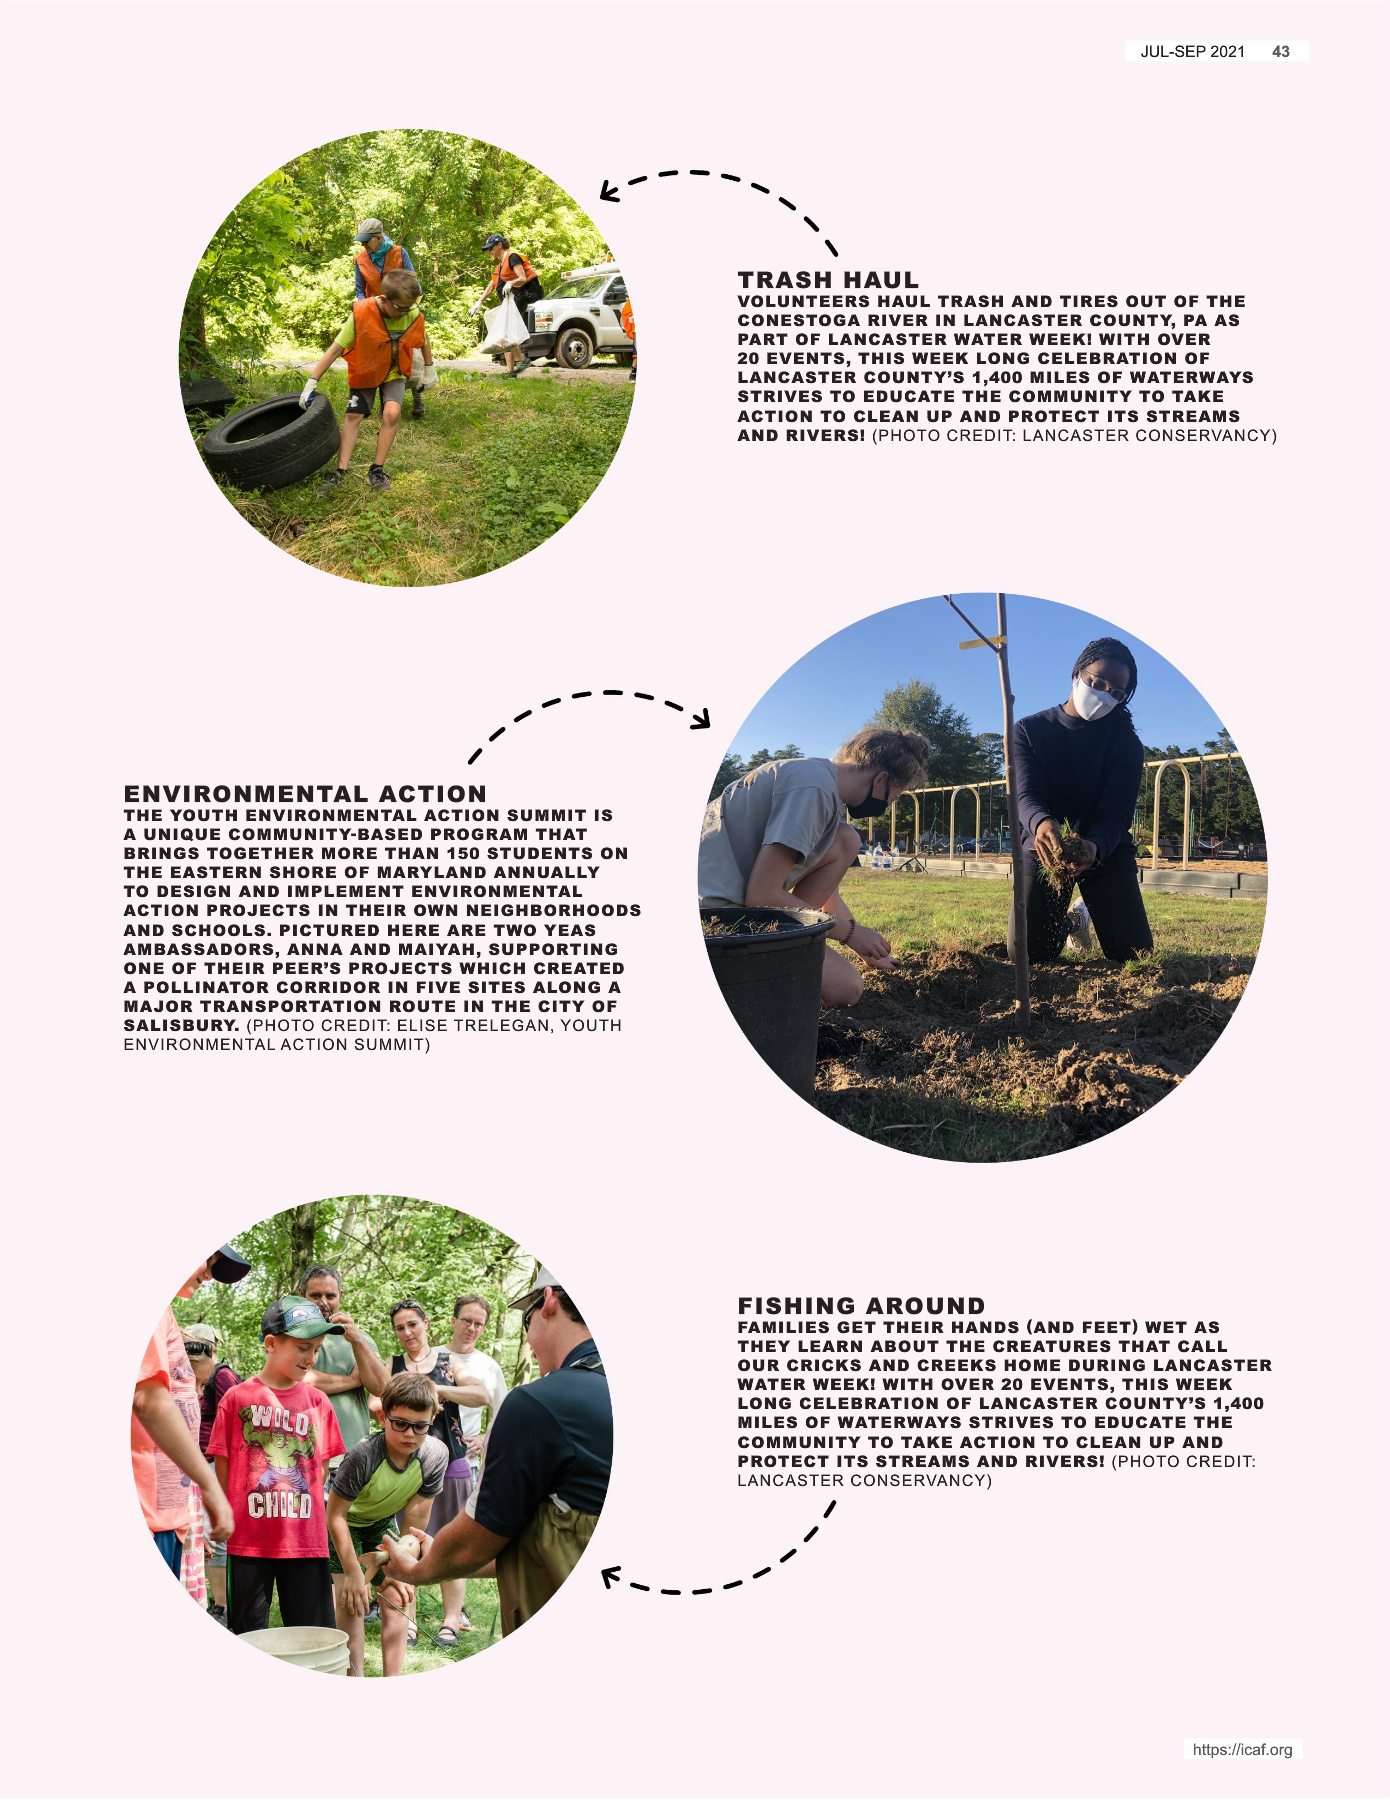 JUL-SEP 2021 43
TRASH HAUL
VOLUNTEERS HAUL TRASH AND TIRES OUT OF THE
CONESTOGA RIVER IN LANCASTER COUNTY, PA AS
PART OF LANCASTER WATER WEEK! WITH OVER
20 EVENTS, THIS WEEK LONG CELEBRATION OF
LANCASTER COUNTY’S 1,400 MILES OF WATERWAYS
STRIVES TO EDUCATE THE COMMUNITY TO TAKE
ACTION TO CLEAN UP AND PROTECT ITS STREAMS
AND RIVERS! (PHOTO CREDIT: LANCASTER CONSERVANCY)
ENVIRONMENTAL ACTION
THE YOUTH ENVIRONMENTAL ACTION SUMMIT IS
A UNIQUE COMMUNITY-BASED PROGRAM THAT
BRINGS TOGETHER MORE THAN 150 STUDENTS ON
THE EASTERN SHORE OF MARYLAND ANNUALLY
TO DESIGN AND IMPLEMENT ENVIRONMENTAL
ACTION PROJECTS IN THEIR OWN NEIGHBORHOODS
AND SCHOOLS. PICTURED HERE ARE TWO YEAS
AMBASSADORS, ANNA AND MAIYAH, SUPPORTING
ONE OF THEIR PEER’S PROJECTS WHICH CREATED
A POLLINATOR CORRIDOR IN FIVE SITES ALONG A
MAJOR TRANSPORTATION ROUTE IN THE CITY OF
SALISBURY. (PHOTO CREDIT: ELISE TRELEGAN, YOUTH
ENVIRONMENTAL ACTION SUMMIT)
WILD
CHILD
FISHING AROUND
FAMILIES GET THEIR HANDS (AND FEET) WET AS
THEY LEARN ABOUT THE CREATURES THAT CALL
OUR CRICKS AND CREEKS HOME DURING LANCASTER
WATER WEEK! WITH OVER 20 EVENTS, THIS WEEK
LONG CELEBRATION OF LANCASTER COUNTY’S 1,400
MILES OF WATERWAYS STRIVES TO EDUCATE THE
COMMUNITY TO TAKE ACTION TO CLEAN UP AND
PROTECT ITS STREAMS AND RIVERS! (PHOTO CREDIT:
LANCASTER CONSERVANCY)
https://icaf.org